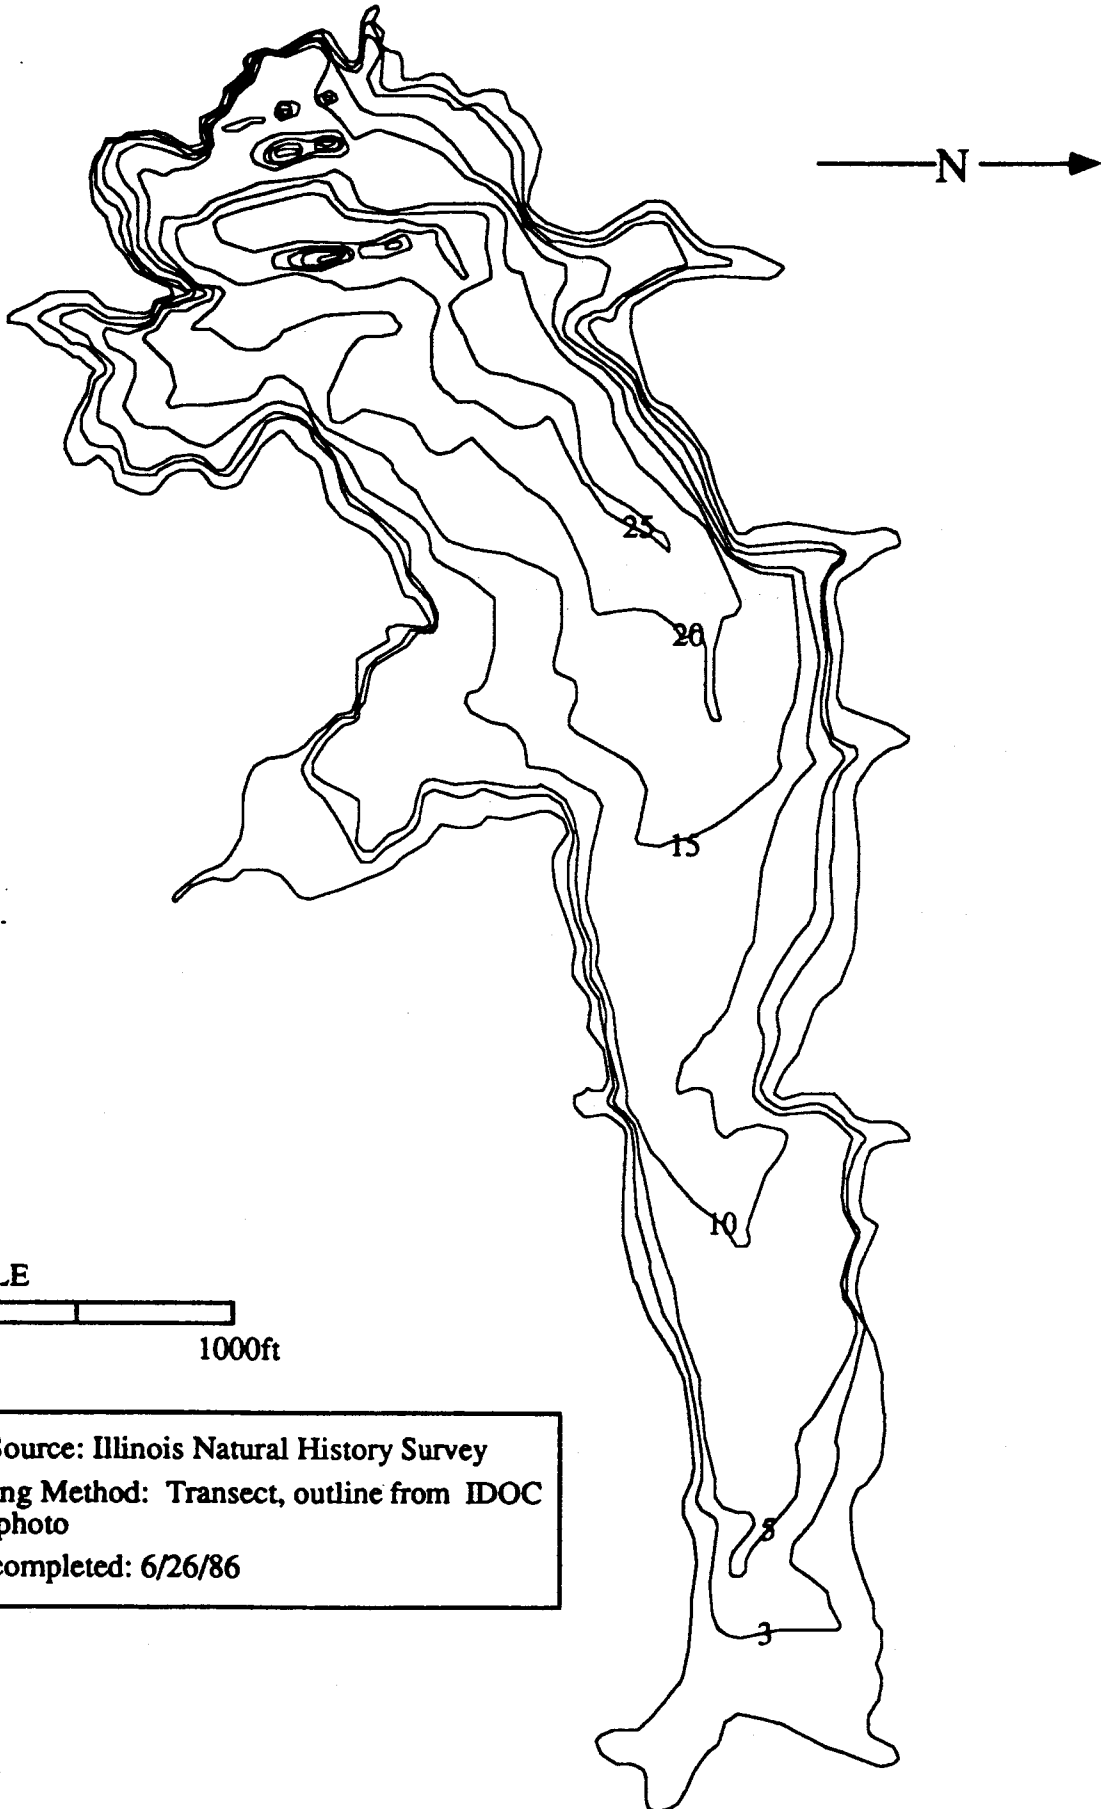 N
25
20
15
10
LE
1000ft
Source: Illinois Natural History Survey
ng Method: Transect, outline from IDOC
photo
completed: 6/26/86
5
3